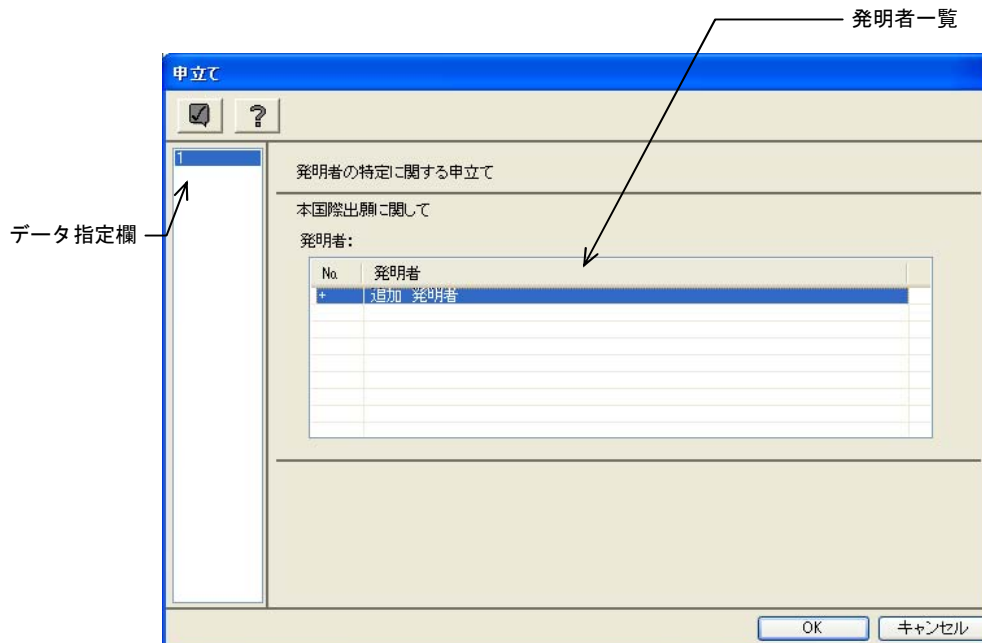 発明者一覧
申立て
1
発明者の特定に関する申立て
本国際出願に関して
データ指定欄
発明者:
No. 発明者
+ 追加 発明者
OK キャンセル